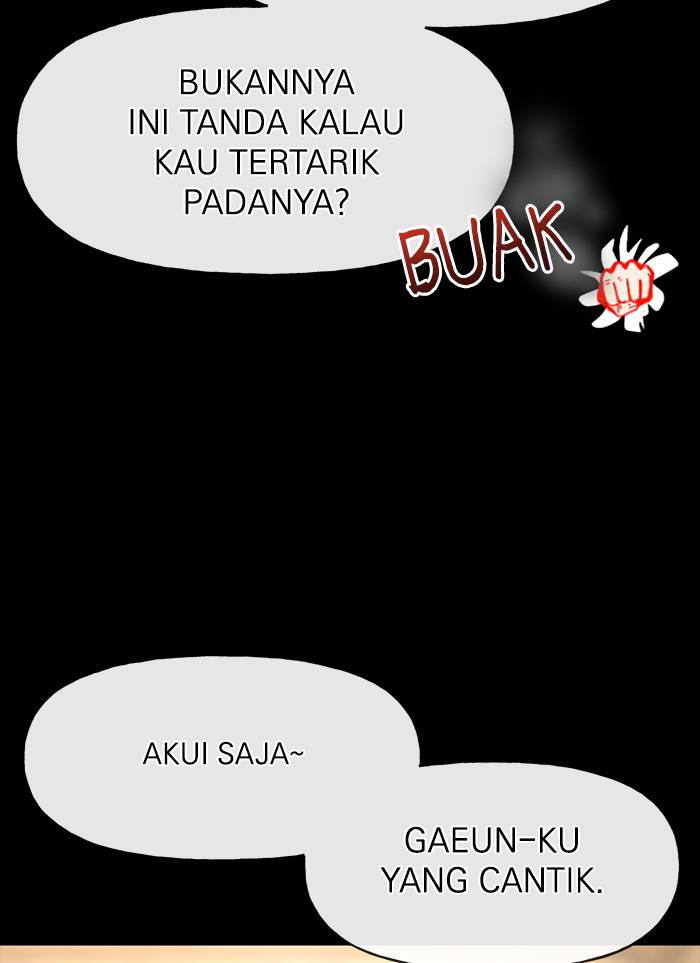 BUKANNYA
INI TANDA KALAU
KAU TERTARIK
PADANYA?
BUAK
AKUI SAJA~
GAEUN-KU
YANG CANTIK.